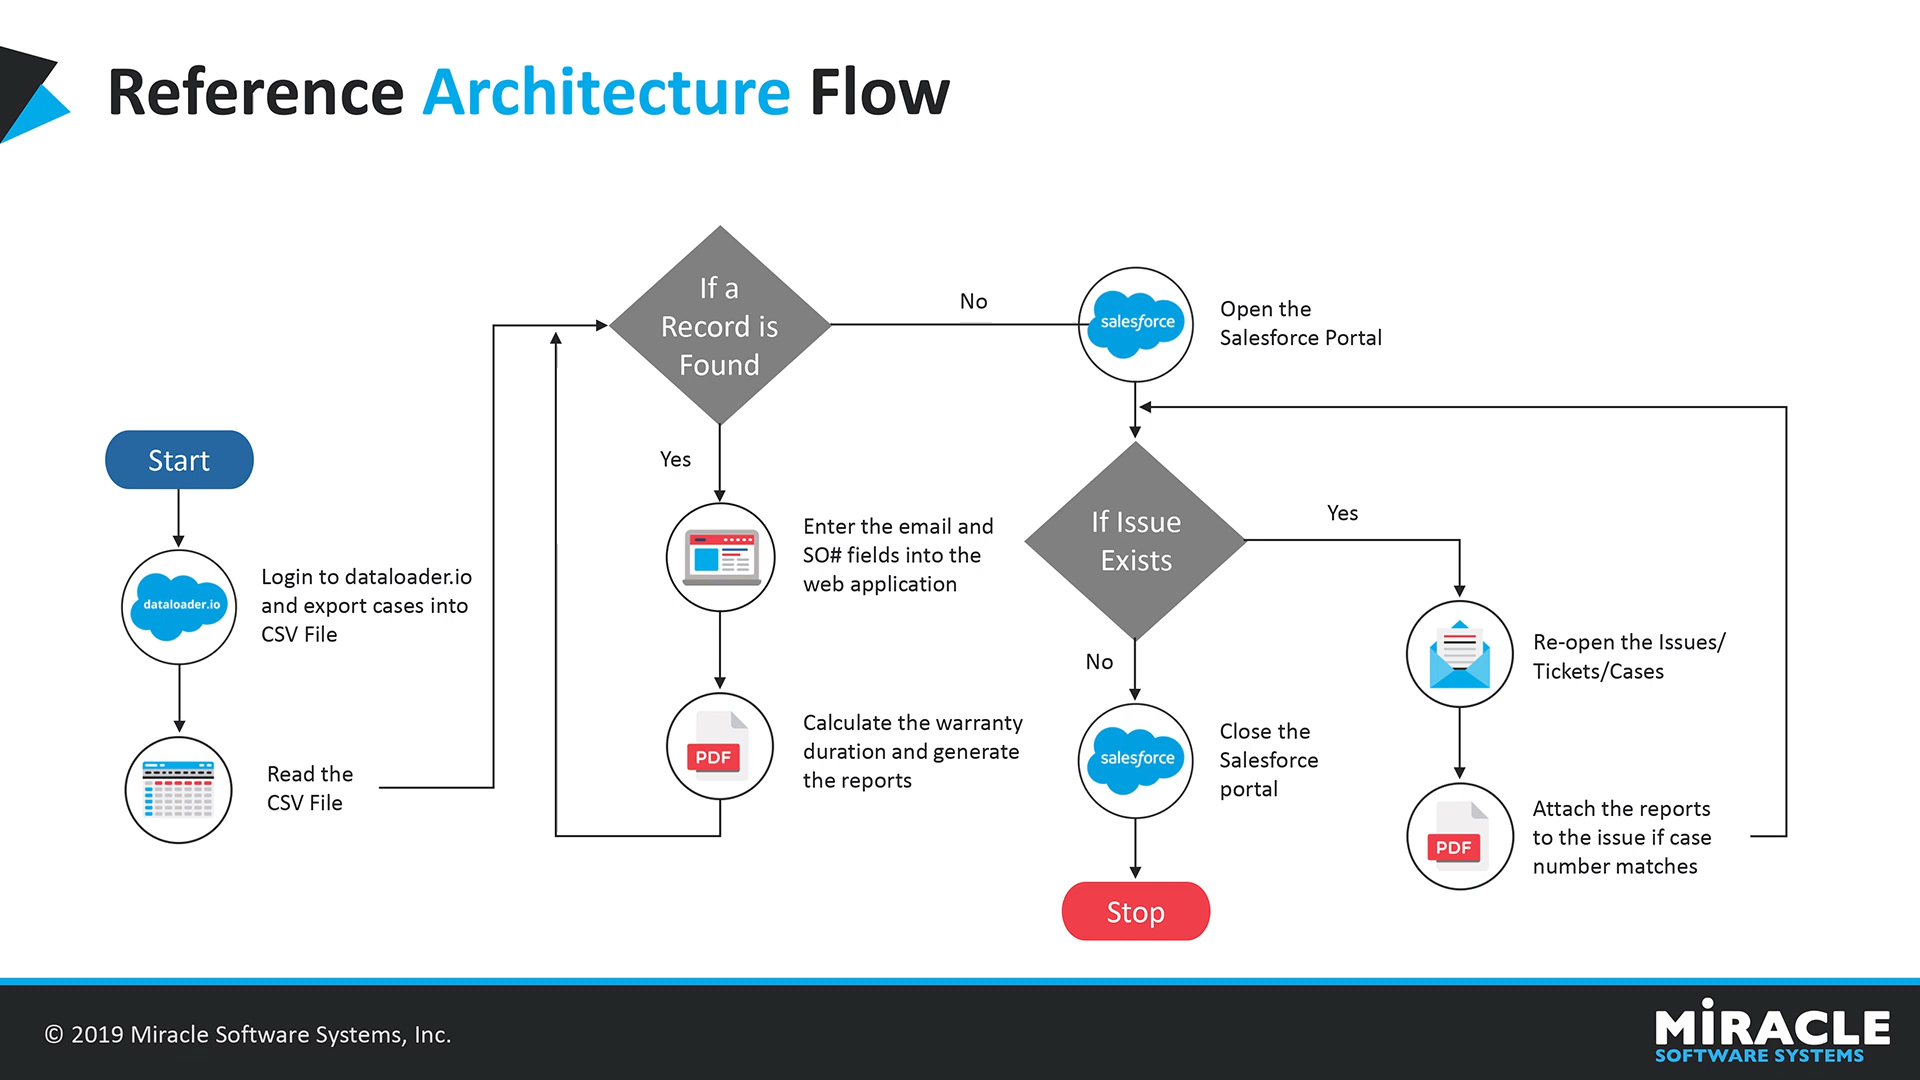 Reference Architecture Flow
Start
dataloader.io
Login to dataloader.io
and export cases into
CSV File
Read the
CSV File
If a
Record is
Found
Yes
Enter the email and
SO# fields into the
web application
PDF
Calculate the warranty
duration and generate
the reports
No
salesforce
Open the
Salesforce Portal
If Issue
Exists
No
salesforce
Close the
Salesforce
portal
Stop
Yes
Re-open the Issues/
Tickets/Cases
PDF
Attach the reports
to the issue if case
number matches
© 2019 Miracle Software Systems, Inc.
MiRACLE
SOFTWARE SYSTEMS